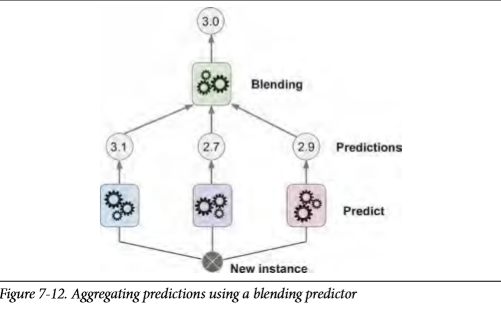 3.0
Blending
3.1 2.7 2.9 Predictions
Predict
New instance
Figure 7-12. Aggregating predictions using a blending predictor